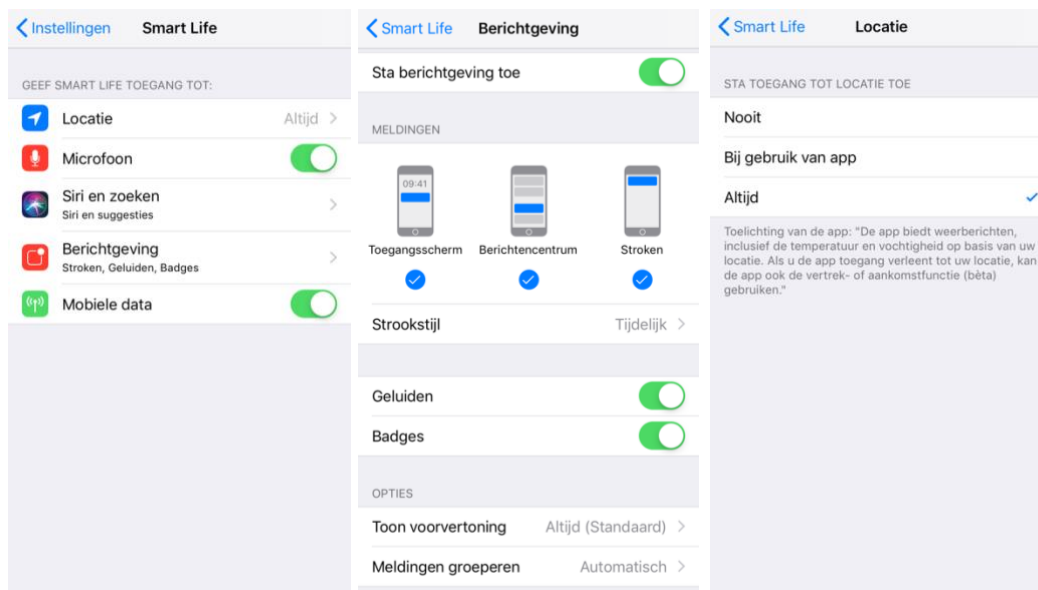 Instellingen Smart Life
GEEF SMART LIFE TOEGANG TOT:
Locatie Altijd
Microfoon
Siri en zoeken
Siri en suggesties
Berichtgeving
Stroken, Geluiden, Badges
Mobiele data
Smart Life Berichtgeving
Sta berichtgeving toe
MELDINGEN
09:41
Toegangsscherm Berichtencentrum Stroken
Strookstijl Tijdelijk
Geluiden
Badges
OPTIES
Toon voorvertoning Altijd (Standaard)
Meldingen groeperen Automatisch
Smart Life Locatie
STA TOEGANG TOT LOCATIE TOE
Nooit
Bij gebruik van app
Altijd
Toelichting van de app: "De app biedt weerberichten,
inclusief de temperatuur en vochtigheid op basis van uw
locatie. Als u de app toegang verleent tot uw locatie, kan
de app ook de vertrek- of aankomstfunctie (bèta)
gebruiken."